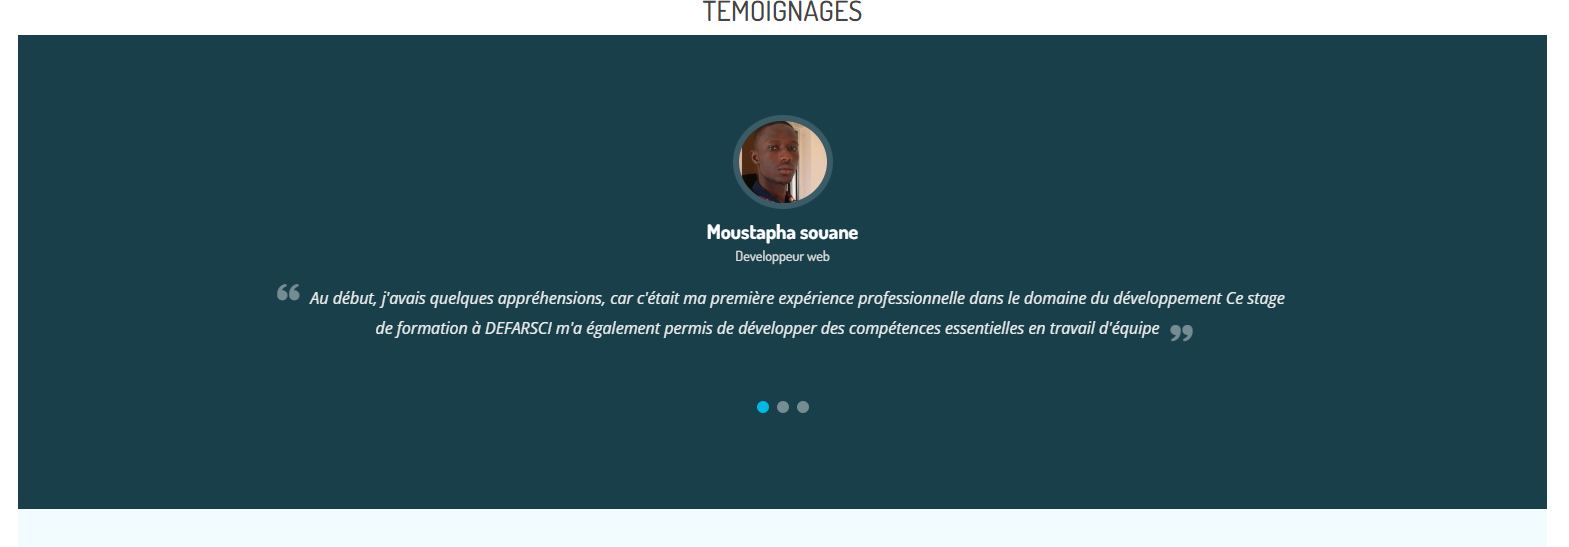 TEMOIGNAGES
Moustapha souane
Developpeur web
“ Au début, j'avais quelques appréhensions, car c'était ma première expérience professionnelle dans le domaine du développement Ce stage
de formation à DEFARSCI m'a également permis de développer des compétences essentielles en travail d'équipe ”